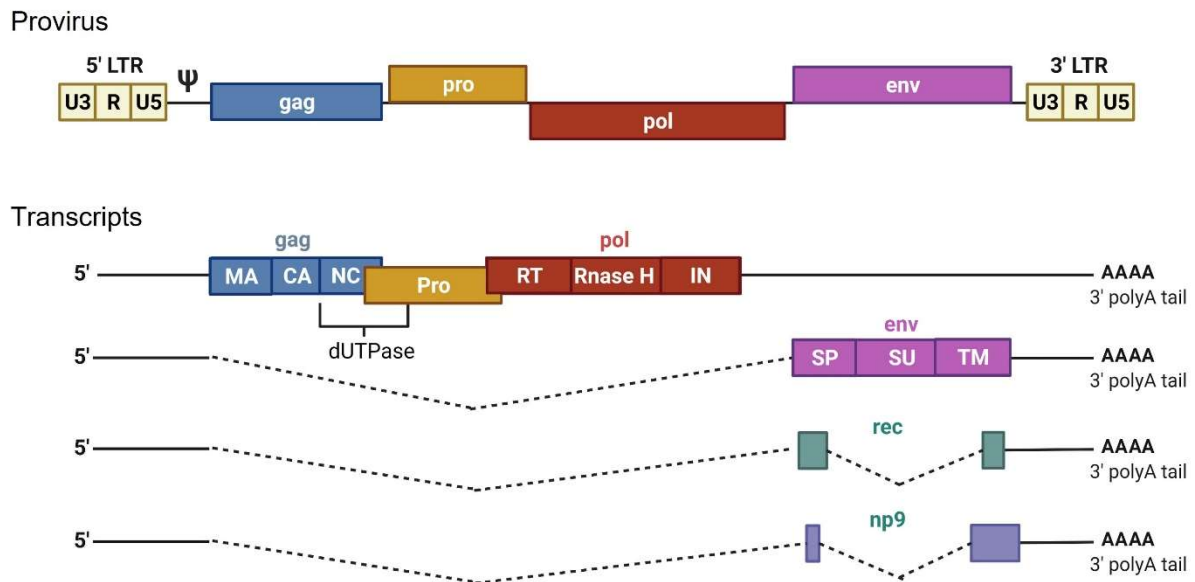 Provirus
5' LTR
Ψ
U3 R U5
gag
pro
pol
env
3' LTR
U3 R U5
Transcripts
gag
pol
5'
MA CA NC
Pro
RT Rnase H IN
AAAA
3' polyA tail
dUTPase
env
5'
SP SU TM
AAAA
3' polyA tail
rec
5'
AAAA
3' polyA tail
np9
5'
AAAA
3' polyA tail